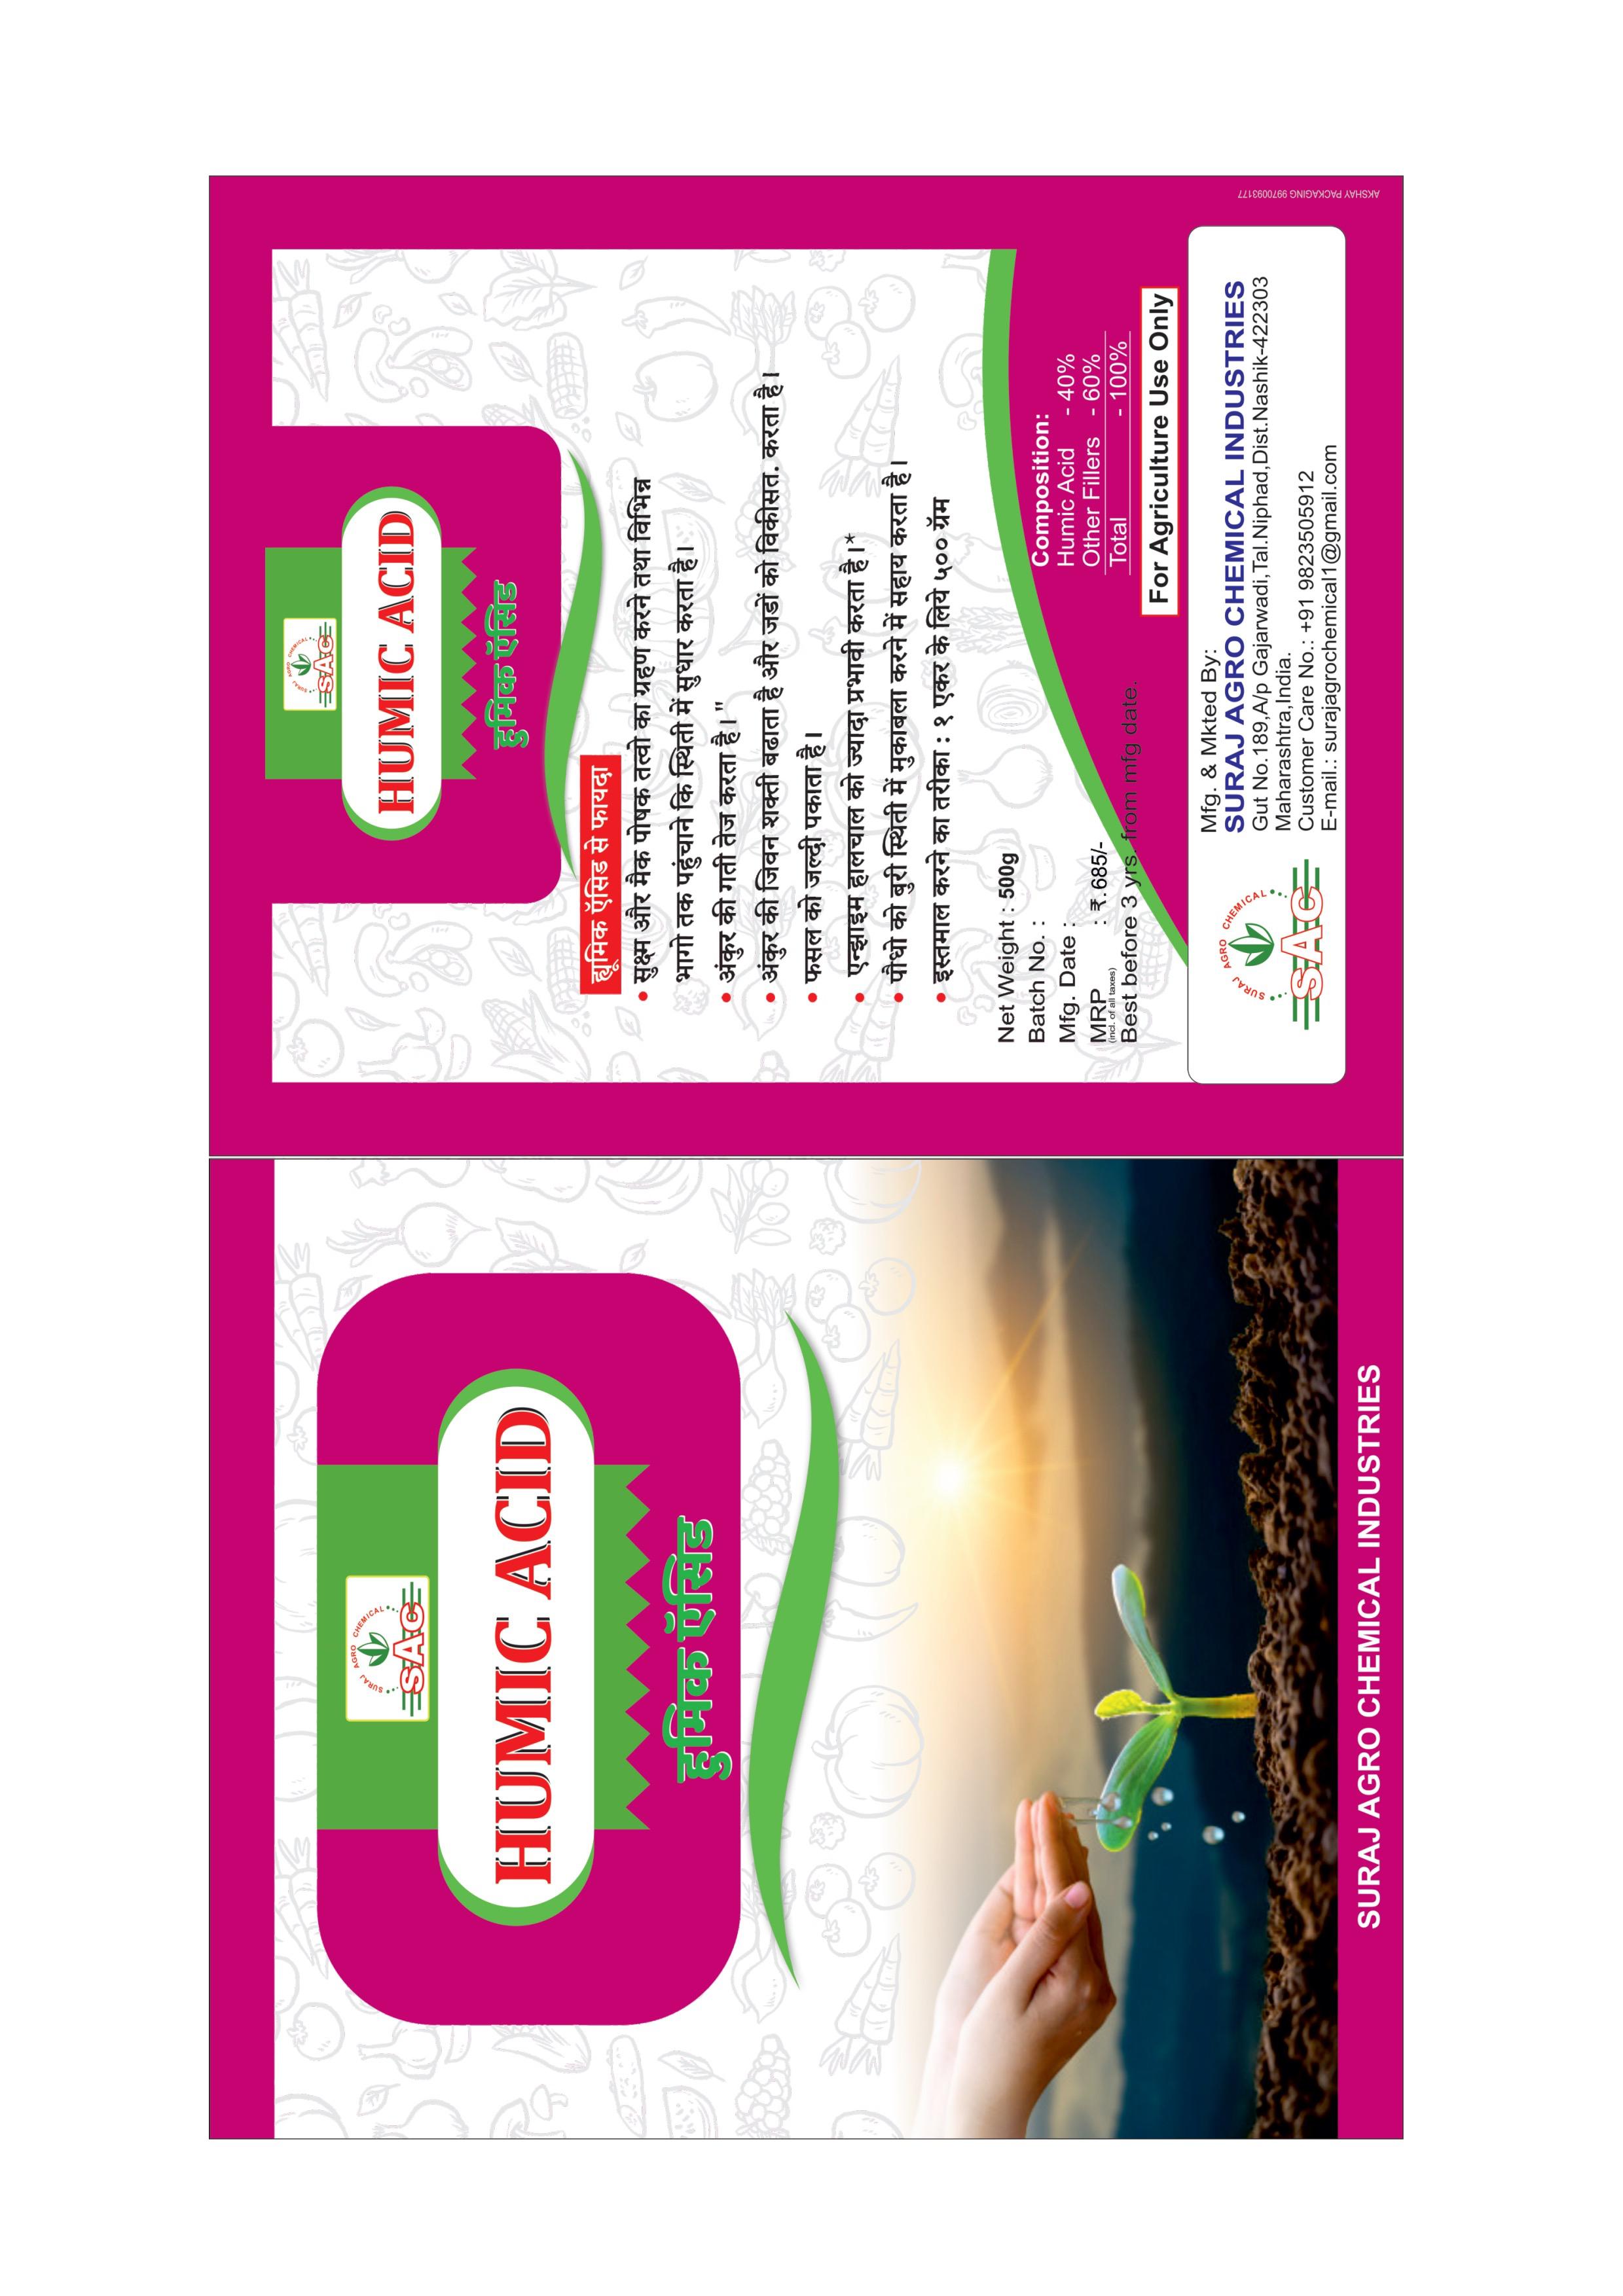 SURAJ AGRO CHEMICAL
SAC
HUMIC ACID
हुमिक ऍसिड
SURAJ AGRO CHEMICAL INDUSTRIES
SURAJ AGRO CHEMICAL
SAC
HUMIC ACID
हुमिक ऍसिड
ह्यूमिक ऍसिड से फायदा
• सुक्ष्म और मैक पोषक तत्वो का ग्रहण करने तथा विभिन्न
भागो तक पहुंचाने कि स्थिती में सुधार करता है।
• अंकुर की गती तेज करता है। "
• अंकुर की जिवन शक्ती बढाता है और जडों को विकीसत. करता है।
• फसल को जल्दी पकाता है।
• एन्झाइम हालचाल को ज्यादा प्रभावी करता है।*
• पौधो को बुरी स्थिती में मुकाबला करने में सहाय करता है।
• इस्तमाल करने का तरीका : १ एकर के लिये ५०० ग्रॅम
Net Weight : 500g
Batch No. :
Mfg. Date :
MRP : ₹.685/-
(incl. of all taxes)
Best before 3 yrs. from mfg date.
Composition:
Humic Acid - 40%
Other Fillers - 60%
Total - 100%
For Agriculture Use Only
SURAJ AGRO CHEMICAL
SAC
Mfg. & Mkted By:
SURAJ AGRO CHEMICAL INDUSTRIES
Gut No.189,A/p Gajarwadi,Tal.Niphad,Dist.Nashik-422303
Maharashtra,India.
Customer Care No.: +91 9823505912
E-mail.: surajagrochemical1@gmail.com
AKSHAY PACKAGING 9970093177